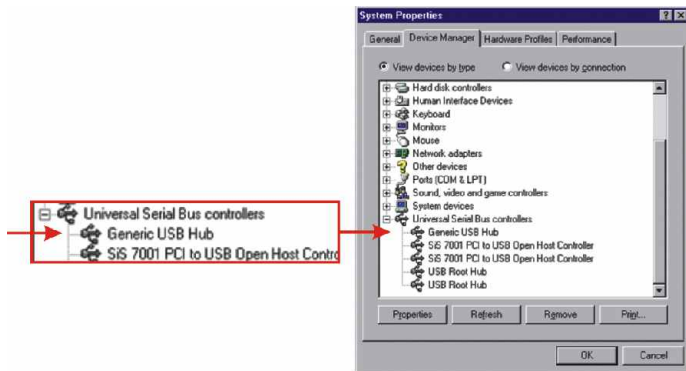 System Properties
General Device Manager Hardware Profiles Performance
View devices by type View devices by connection
Hard disk controllers
Human Interface Devices
Keyboard
Monitors
Mouse
Network adapters
Other devices
Ports (COM & LPT)
Sound, video and game controllers
System devices
Universal Serial Bus controllers
Generic USB Hub
SiS 7001 PCI to USB Open Host Controller
SiS 7001 PCI to USB Open Host Controller
USB Root Hub
USB Root Hub
Properties Refresh Remove Print...
OK Cancel
Universal Serial Bus controllers
Generic USB Hub
SiS 7001 PCI to USB Open Host Contro